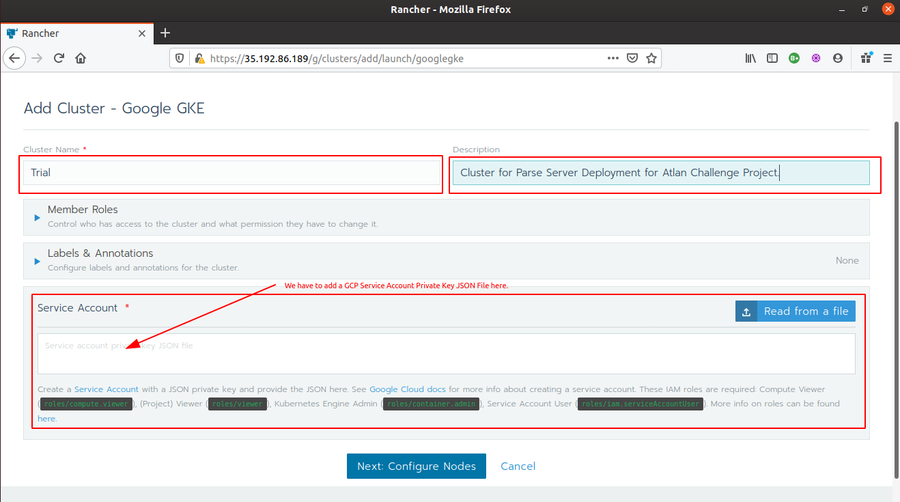 Rancher - Mozilla Firefox
Rancher
https://35.192.86.189/g/clusters/add/launch/googlegke
Add Cluster - Google GKE
Cluster Name *
Description
Trial
Cluster for Parse Server Deployment for Atlan Challenge Project.
Member Roles
Control who has access to the cluster and what permission they have to change it.
Labels & Annotations
Configure labels and annotations for the cluster.
None
We have to add a GCP Service Account Private Key JSON File here.
Service Account *
Read from a file
Service account private key JSON file
Create a Service Account with a JSON private key and provide the JSON here. See Google Cloud docs for more info about creating a service account. These IAM roles are required: Compute Viewer
(roles/compute.viewer), (Project) Viewer (roles/viewer), Kubernetes Engine Admin (roles/container.admin), Service Account User (roles/iam.serviceAccountUser). More info on roles can be found
here.
Next: Configure Nodes
Cancel